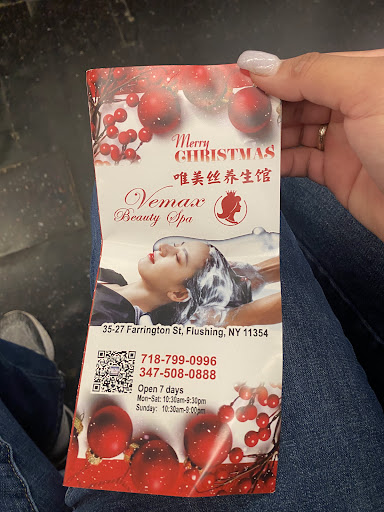 Merry
CHRISTMAS
唯美丝养生馆
Vemax
Beauty Spa
35-27 Farrington St, Flushing, NY 11354
718-799-0996
347-508-0888
Open 7 days
Mon~Sat: 10:30am-9:30pm
Sunday: 10:30am-9:00pm